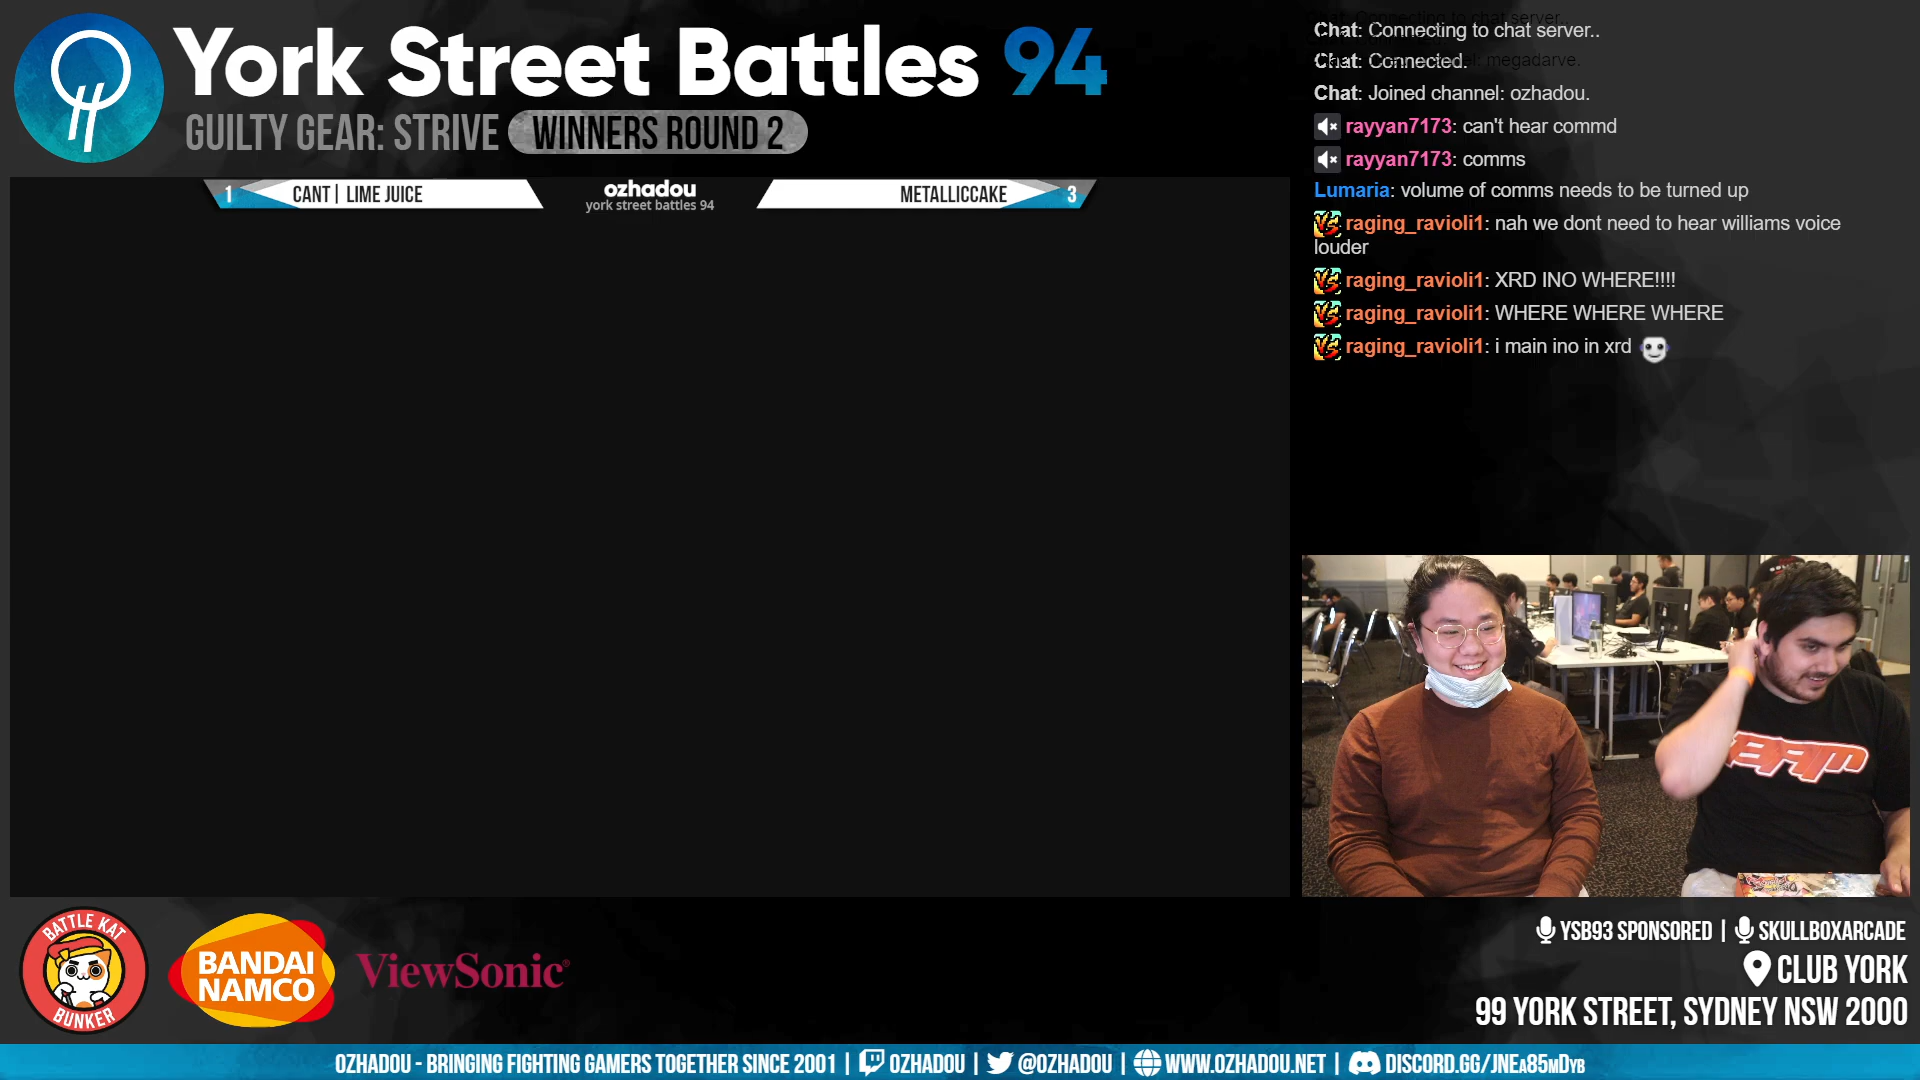 York Street Battles 94
GUILTY GEAR: STRIVE WINNERS ROUND 2
1 CANT | LIME JUICE
ozhadou
york street battles 94
METALLICCAKE 3
Chat: Connecting to chat server..
Chat: Connected.
Chat: Joined channel: ozhadou.
rayyan7173: can't hear commd
rayyan7173: comms
Lumaria: volume of comms needs to be turned up
VS raging_ravioli1: nah we dont need to hear williams voice
louder
VS raging_ravioli1: XRD INO WHERE!!!!
VS raging_ravioli1: WHERE WHERE WHERE
VS raging_ravioli1: i main ino in xrd
BAM
BATTLE KAT
BUNKER
BANDAI
NAMCO
ViewSonic®
YSB93 SPONSORED | SKULLBOXARCADE
CLUB YORK
99 YORK STREET, SYDNEY NSW 2000
OZHADOU - BRINGING FIGHTING GAMERS TOGETHER SINCE 2001 | OZHADOU | @OZHADOU | WWW.OZHADOU.NET | DISCORD.GG/JNEA85MDYB